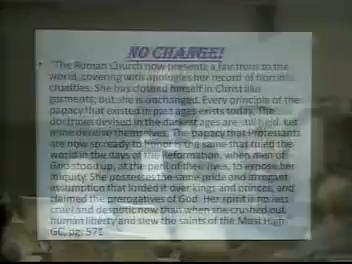 NO CHANGE!
"The Roman Church now presents a fair front to the
world, covering with apologies her record of horrible
cruelties. She has clothed herself in Christ like
garments; but she is unchanged. Every principle of the
papacy that existed in past ages exists today. The
doctrines devised in the darkest ages are still held. Let
none deceive themselves. The papacy that Protestants
are now so ready to honor is the same that ruled the
world in the days of the Reformation, when men of
God stood up, at the peril of their lives, to expose her
iniquity. She possesses the same pride and arrogant
assumption that lorded it over kings and princes, and
claimed the prerogatives of God. Her spirit is no less
cruel and despotic now than when she crushed out
human liberty and slew the saints of the Most High.
GC, pg. 571